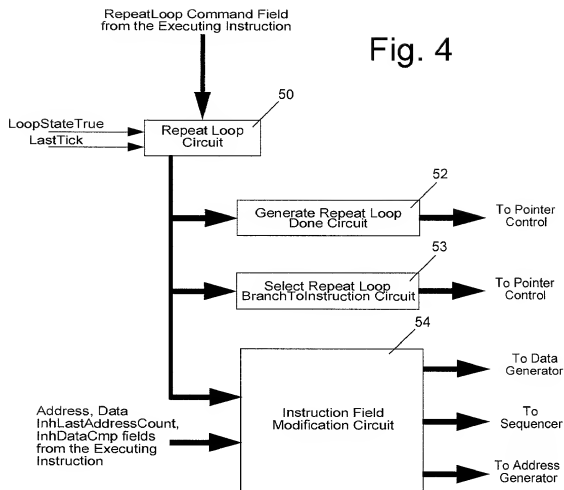 RepeatLoop Command Field
from the Executing Instruction
Fig. 4
50
LoopStateTrue
LastTick
Repeat Loop
Circuit
52
Generate Repeat Loop
Done Circuit
To Pointer
Control
53
Select Repeat Loop
BranchToInstruction Circuit
To Pointer
Control
54
To Data
Generator
Address, Data
InhLastAddressCount,
InhDataCmp fields
from the Executing
Instruction
Instruction Field
Modification Circuit
To
Sequencer
To Address
Generator